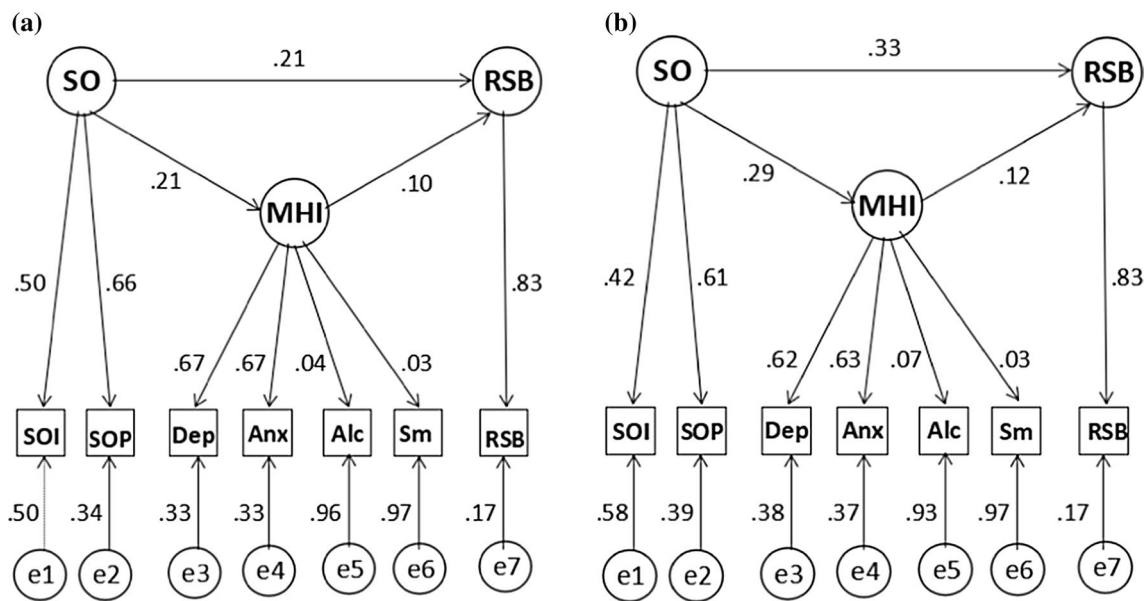 (a)
SO
.21
RSB
.21
.10
MHI
.50
.66
.83
.67
.67
.04
.03
SOI
SOP
Dep
Anx
Alc
Sm
RSB
.50
.34
.33
.33
.96
.97
.17
e1
e2
e3
e4
e5
e6
e7
(b)
SO
.33
RSB
.29
.12
MHI
.42
.61
.83
.62
.63
.07
.03
SOI
SOP
Dep
Anx
Alc
Sm
RSB
.58
.39
.38
.37
.93
.97
.17
e1
e2
e3
e4
e5
e6
e7